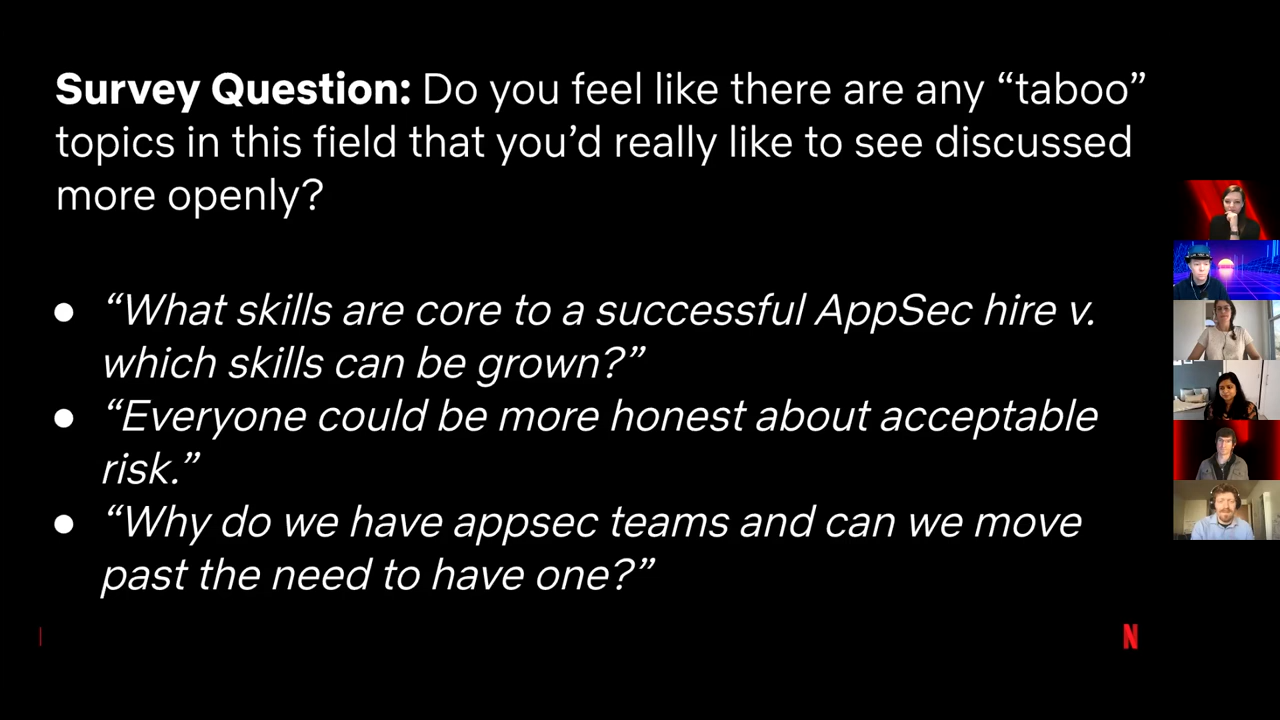 Survey Question: Do you feel like there are any “taboo”
topics in this field that you’d really like to see discussed
more openly?
● “What skills are core to a successful AppSec hire v.
which skills can be grown?”
● “Everyone could be more honest about acceptable
risk.”
● “Why do we have appsec teams and can we move
past the need to have one?”
N